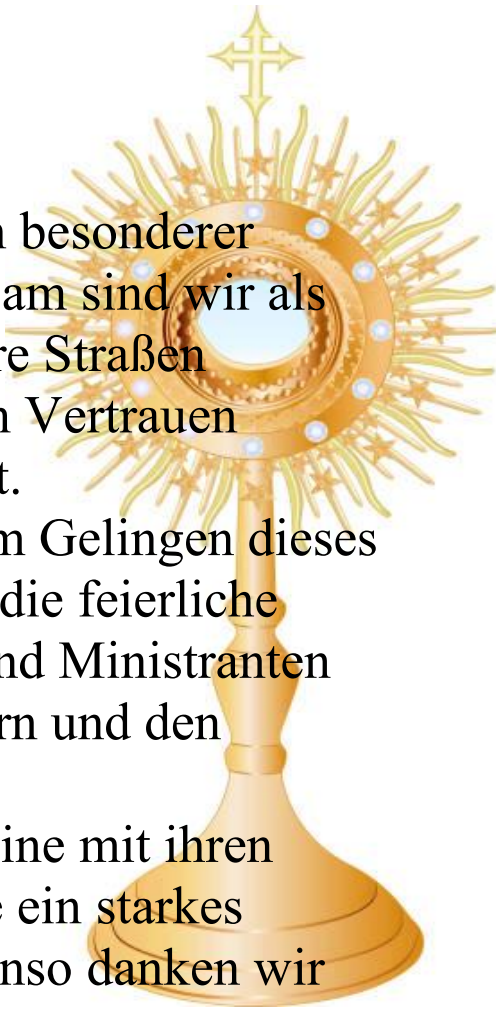 besonderer
am sind wir als
re Straßen
Vertrauen
t.
m Gelingen dieses
die feierliche
nd Ministranten
rn und den
ine mit ihren
ein starkes
nso danken wir